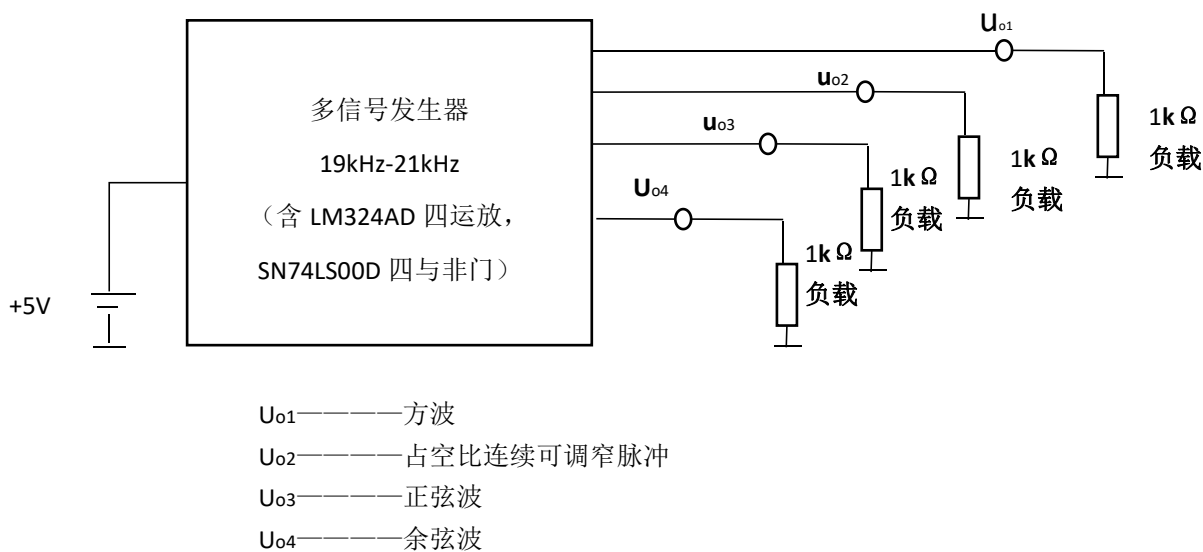 多信号发生器
19kHz-21kHz
（含 LM324AD 四运放，
SN74LS00D 四与非门）
+5V
Uo1
uo2
uo3
Uo4
1kΩ
负载
1kΩ
负载
1kΩ
负载
1kΩ
负载
Uo1————方波
Uo2————占空比连续可调窄脉冲
Uo3————正弦波
Uo4————余弦波